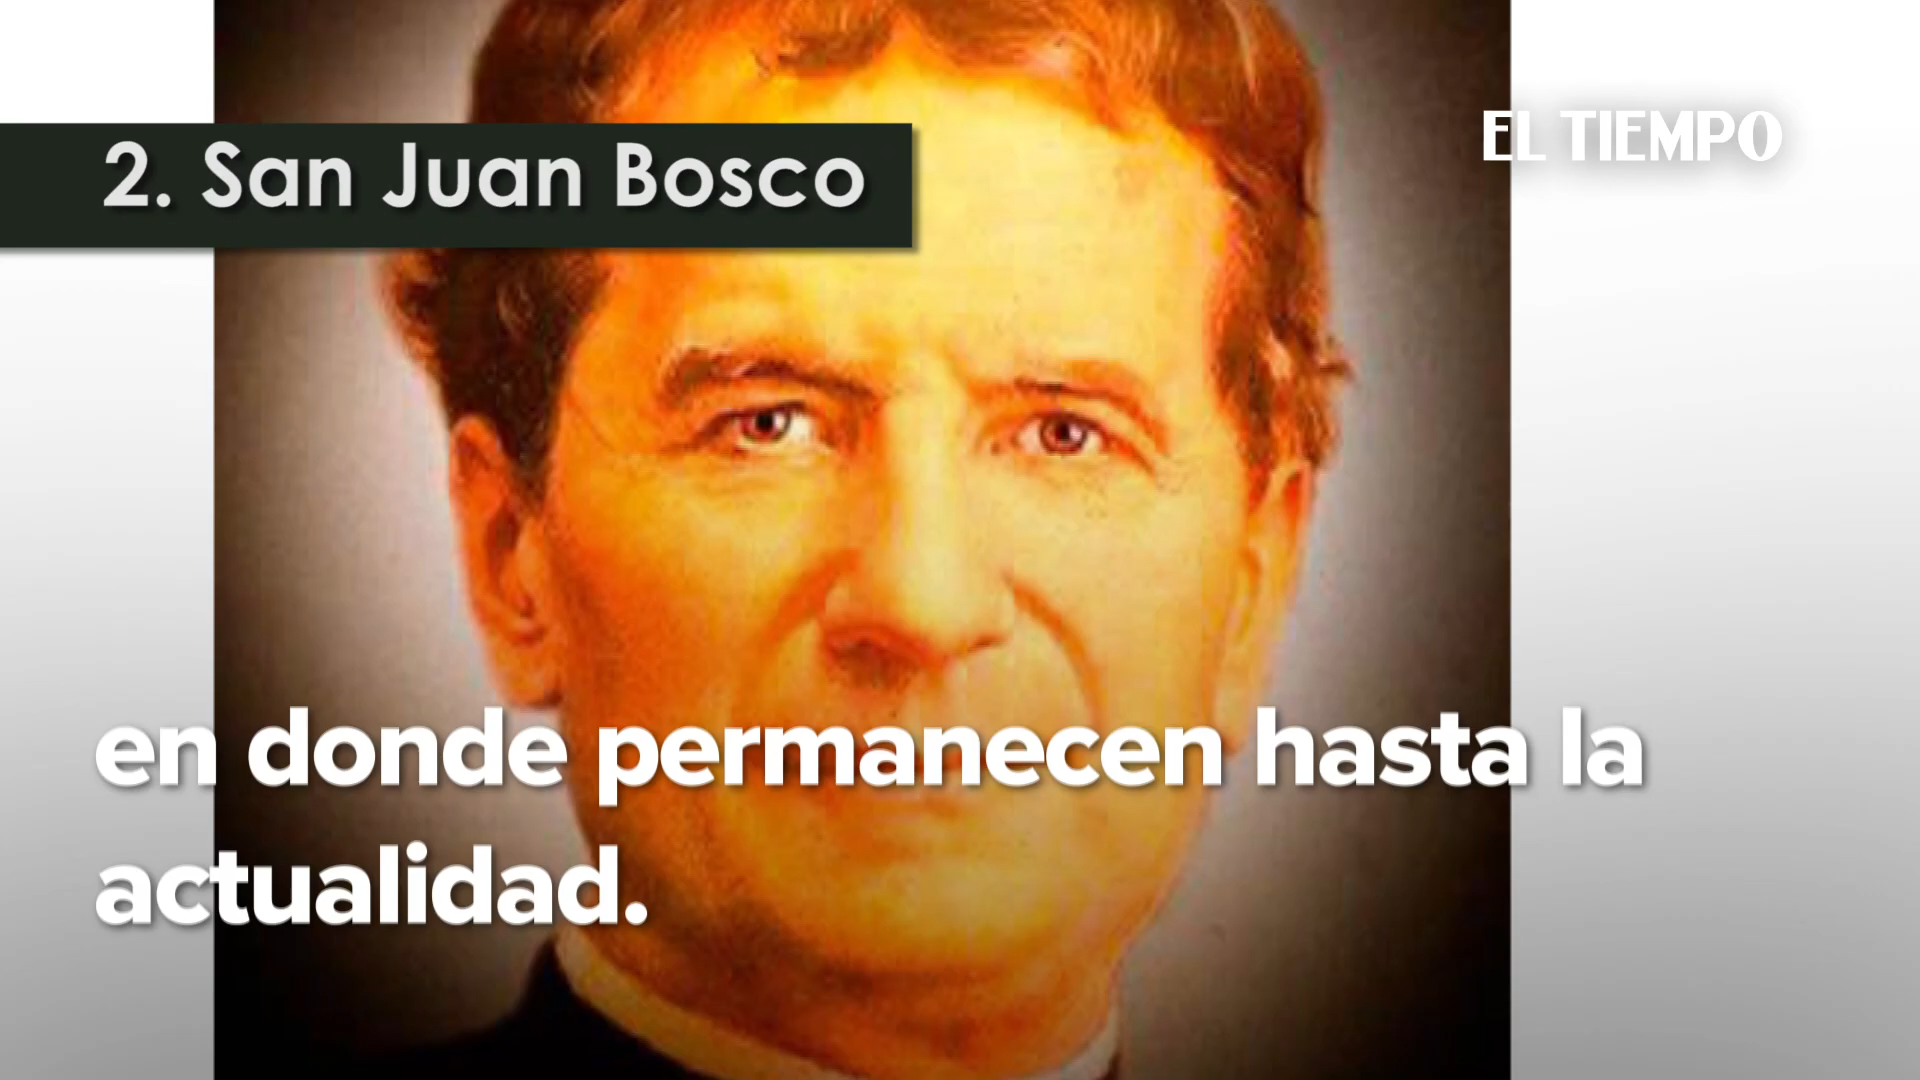 2. San Juan Bosco
EL TIEMPO
en donde permanecen hasta la
actualidad.